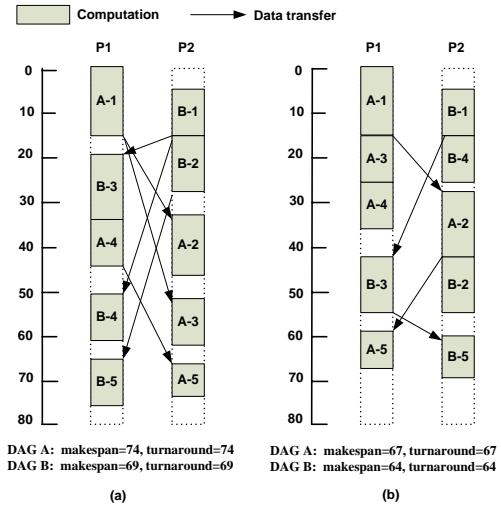 Computation Data transfer
P1 P2 P1 P2
0 0
10 10
20 20
30 30
40 40
50 50
60 60
70 70
80 80
A-1
B-3
A-4
B-4
B-5
B-1
B-2
A-2
A-3
A-5
A-1
A-3
A-4
B-3
A-5
B-1
B-4
A-2
B-2
B-5
DAG A: makespan=74, turnaround=74
DAG B: makespan=69, turnaround=69
(a)
DAG A: makespan=67, turnaround=67
DAG B: makespan=64, turnaround=64
(b)